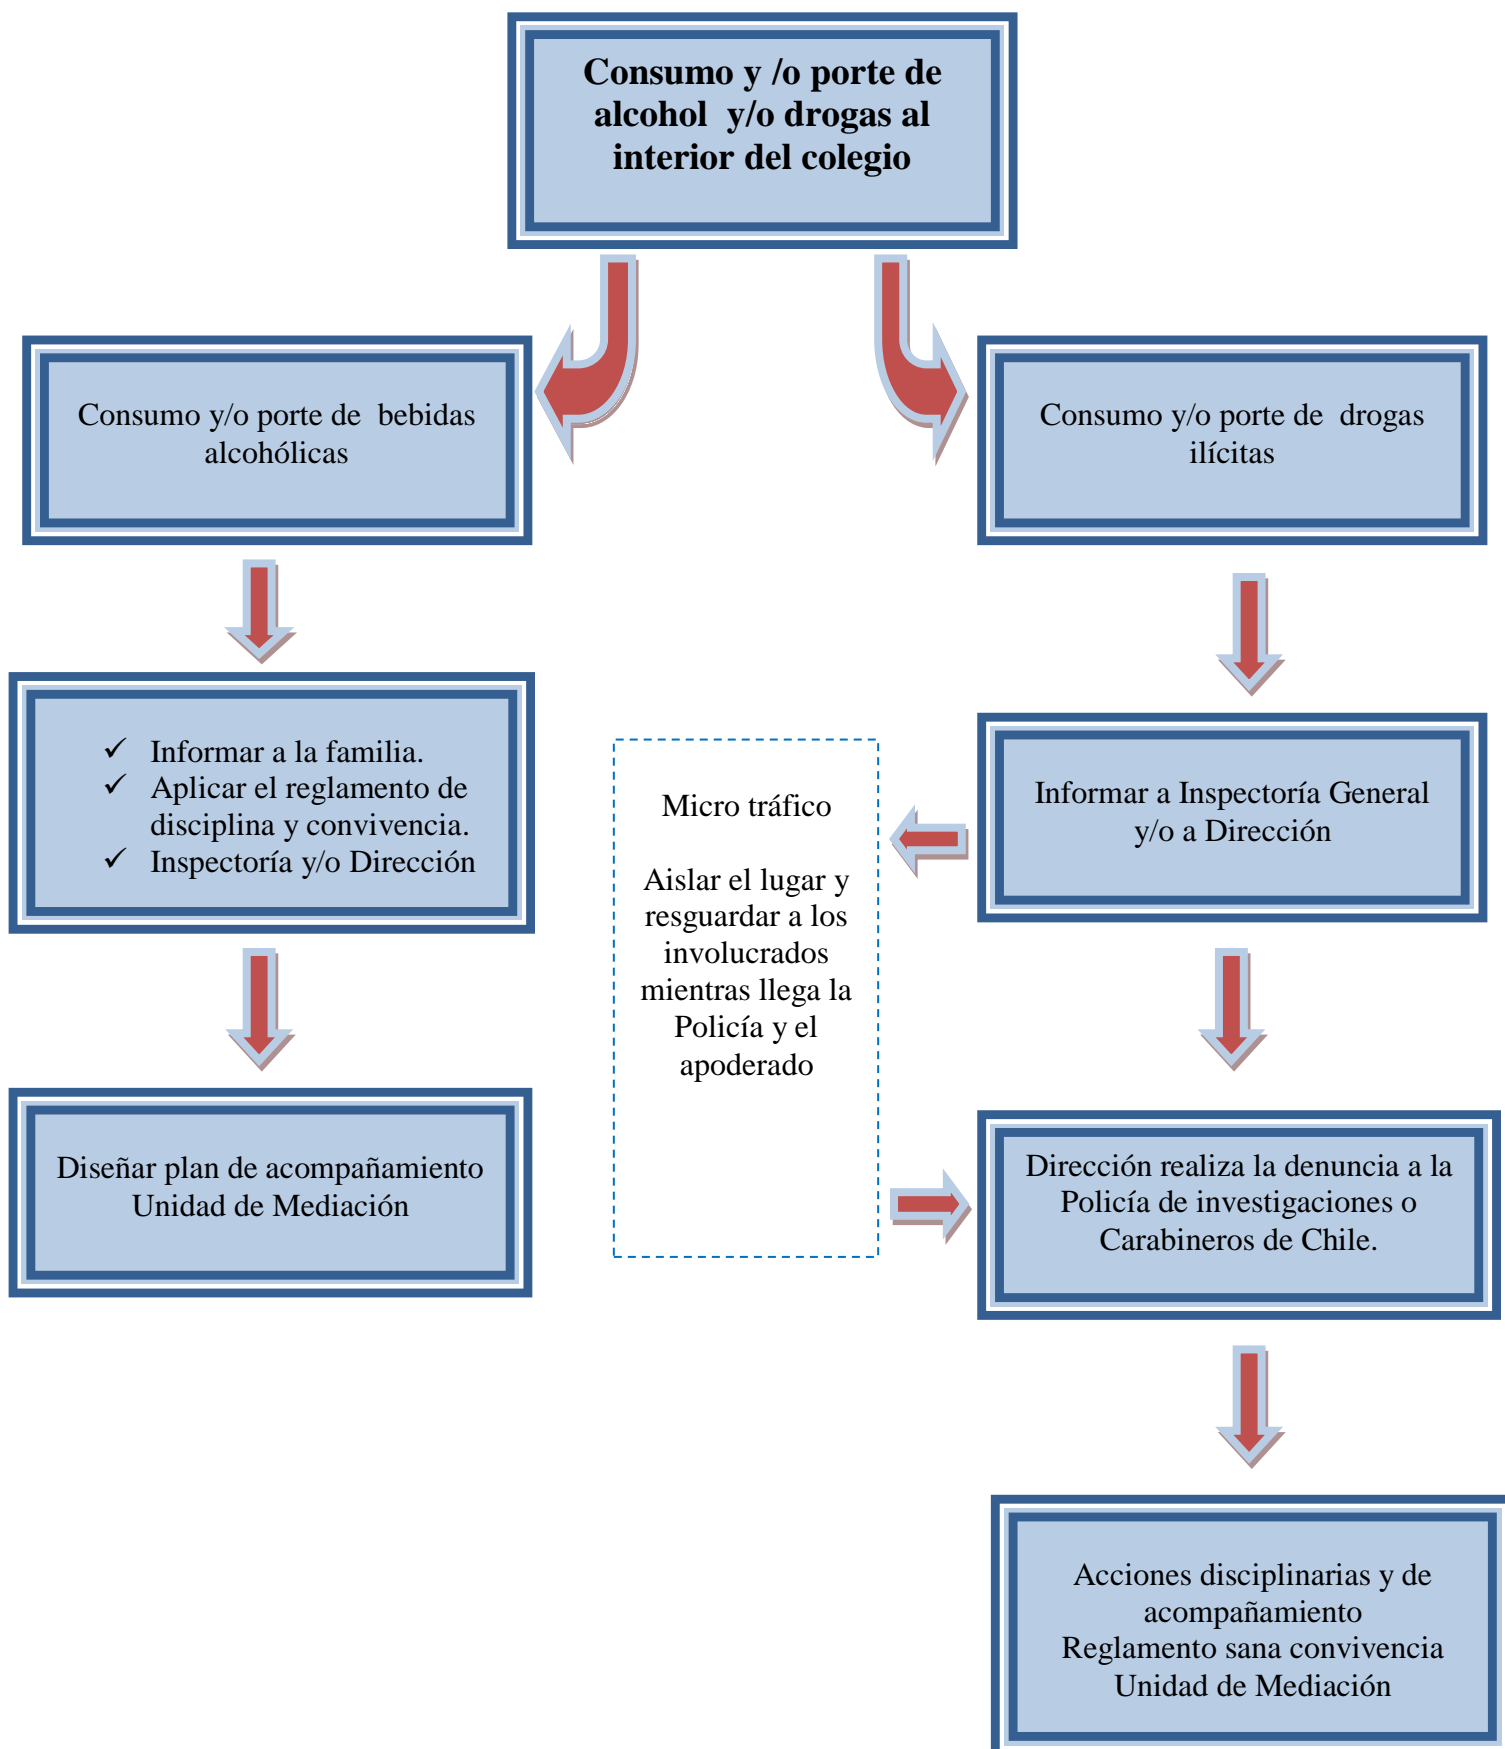 Consumo y /o porte de
alcohol y/o drogas al
interior del colegio
Consumo y/o porte de bebidas
alcohólicas
Consumo y/o porte de drogas
ilícitas
✓ Informar a la familia.
✓ Aplicar el reglamento de
disciplina y convivencia.
✓ Inspectoría y/o Dirección
Micro tráfico
Aislar el lugar y
resguardar a los
involucrados
mientras llega la
Policía y el
apoderado
Informar a Inspectoría General
y/o a Dirección
Diseñar plan de acompañamiento
Unidad de Mediación
Dirección realiza la denuncia a la
Policía de investigaciones o
Carabineros de Chile.
Acciones disciplinarias y de
acompañamiento
Reglamento sana convivencia
Unidad de Mediación